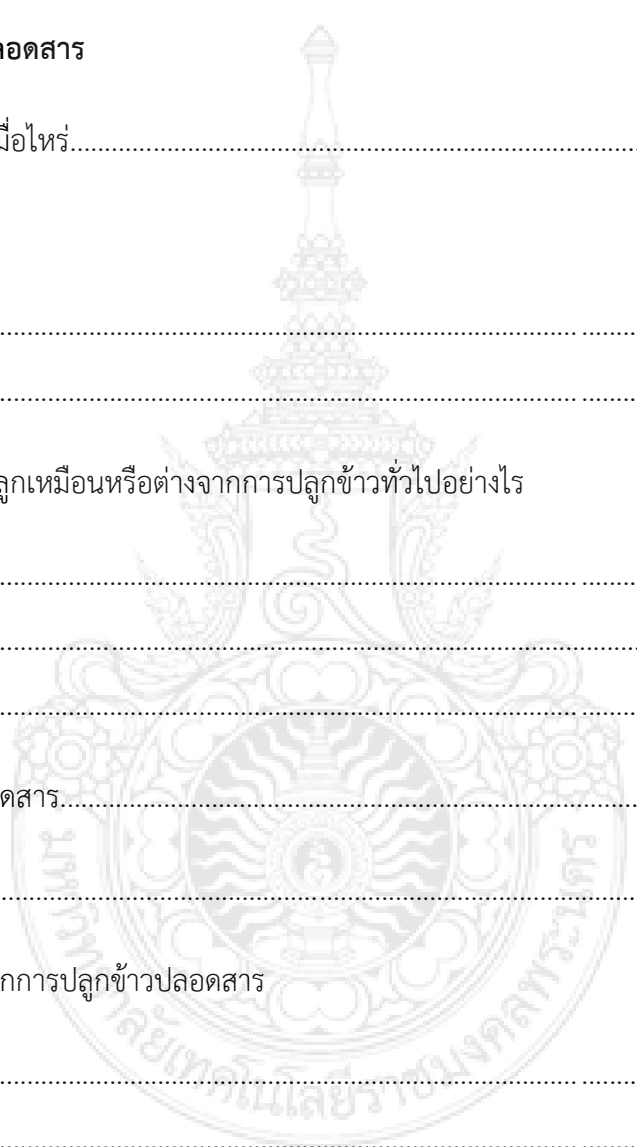 ลอดสาร
มื่อไหร่..........................................................................................
.................................................................................... ........
.................................................................................... ........
ลูกเหมือนหรือต่างจากการปลูกข้าวทั่วไปอย่างไร
.................................................................................... ........
............................................................................................
.................................................................................... ........
ดสาร...........................................................................................
.............................................. ..............................................
กการปลูกข้าวปลอดสาร
.................................................................................... ........
.................................................................................... ........